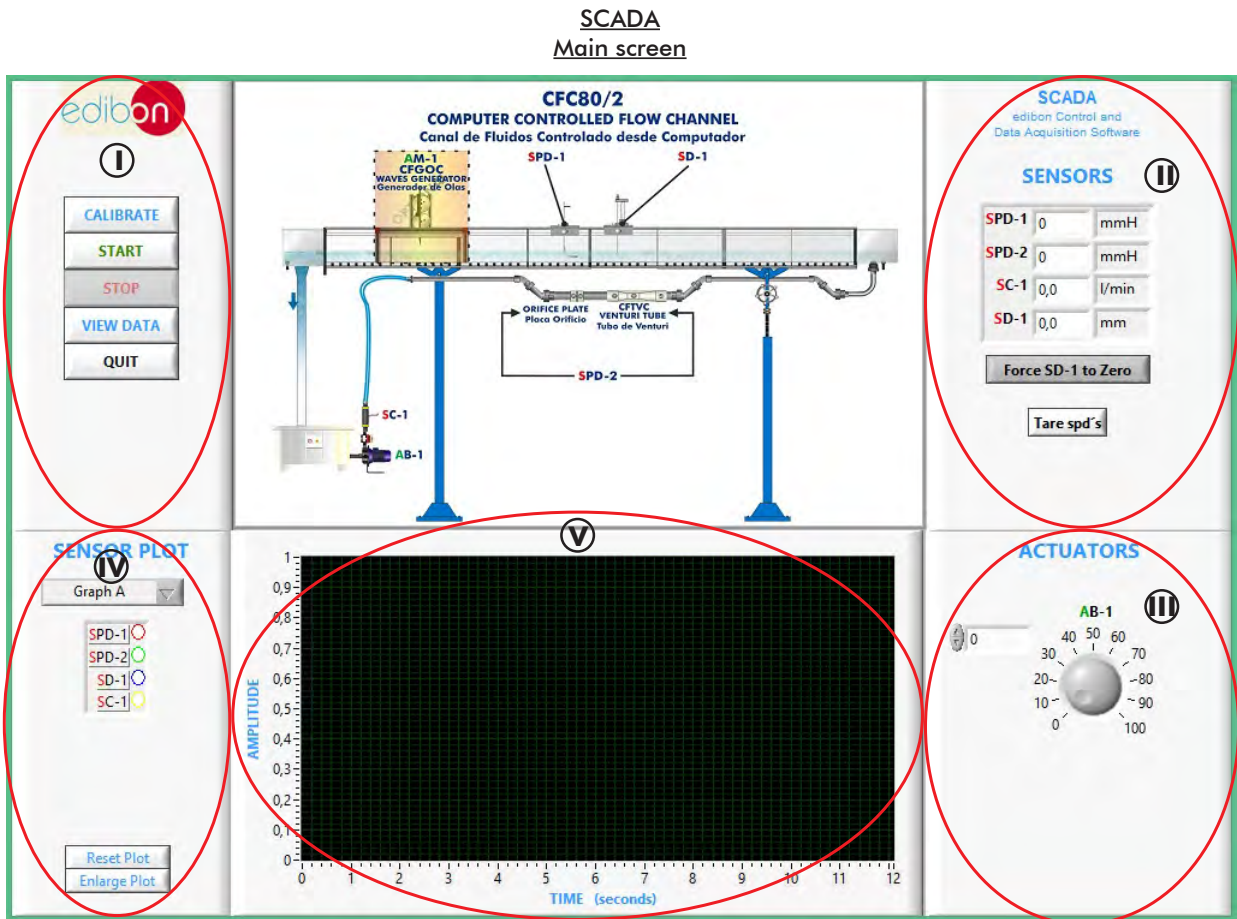 SCADA
Main screen
edibon
I
CALIBRATE
START
STOP
VIEW DATA
QUIT
CFC80/2
COMPUTER CONTROLLED FLOW CHANNEL
Canal de Fluidos Controlado desde Computador
AM-1
CFGOC
WAVES GENERATOR
Generador de Olas
SPD-1
SD-1
ORIFICE PLATE
Placa Orificio
CFTVC
VENTURI TUBE
Tubo de Venturi
SPD-2
SC-1
AB-1
SCADA
edibon Control and
Data Acquisition Software
SENSORS
II
SPD-1 0 mmH
SPD-2 0 mmH
SC-1 0,0 l/min
SD-1 0,0 mm
Force SD-1 to Zero
Tare spd´s
SENSOR PLOT
IV
Graph A
SPD-1
SPD-2
SD-1
SC-1
Reset Plot
Enlarge Plot
V
AMPLITUDE
1
0,9
0,8
0,7
0,6
0,5
0,4
0,3
0,2
0,1
0
0 1 2 3 4 5 6 7 8 9 10 11 12
TIME (seconds)
ACTUATORS
III
AB-1
0
0 10 20 30 40 50 60 70 80 90 100